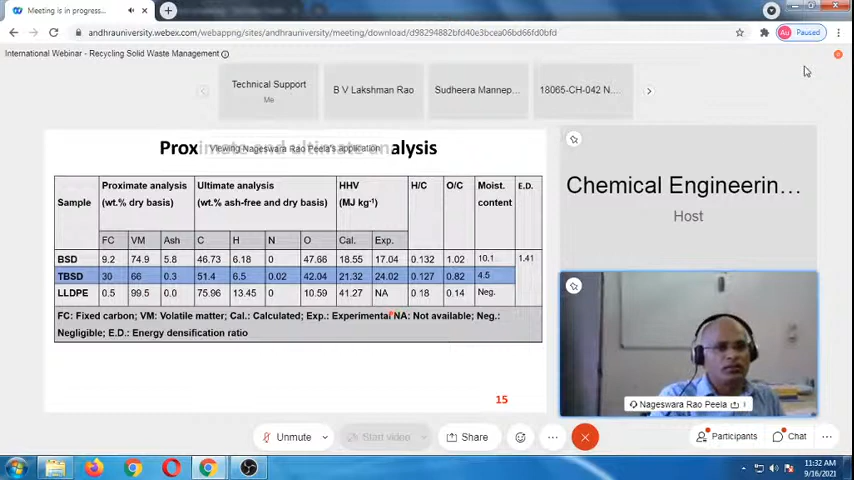 Meeting is in progress...
andhrauniversity.webex.com/webappng/sites/andhrauniversity/meeting/download/d98294882bfd40e3bcea06bd66fd0fbd
Au Paused
International Webinar - Recycling Solid Waste Management
Technical Support
Me
B V Lakshman Rao
Sudheera Mannep...
18065-CH-042 N...
Viewing Nageswara Rao Peela's application
Proximate and ultimate analysis
Sample Proximate analysis (wt.% dry basis) Ultimate analysis (wt.% ash-free and dry basis) HHV (MJ kg-1) H/C O/C Moist. content E.D.
FC VM Ash C H N O Cal. Exp.
BSD 9.2 74.9 5.8 46.73 6.18 0 47.66 18.55 17.04 0.132 1.02 10.1 1.41
TBSD 30 66 0.3 51.4 6.5 0.02 42.04 21.32 24.02 0.127 0.82 4.5
LLDPE 0.5 99.5 0.0 75.96 13.45 0 10.59 41.27 NA 0 18 0.14 Neg.
FC: Fixed carbon; VM: Volatile matter; Cal.: Calculated; Exp.: Experimental NA: Not available; Neg.:
Negligible; E.D.: Energy densification ratio
15
Chemical Engineerin...
Host
Nageswara Rao Peela
Unmute
Start video
Share
Participants
Chat
11:32 AM
9/16/2021